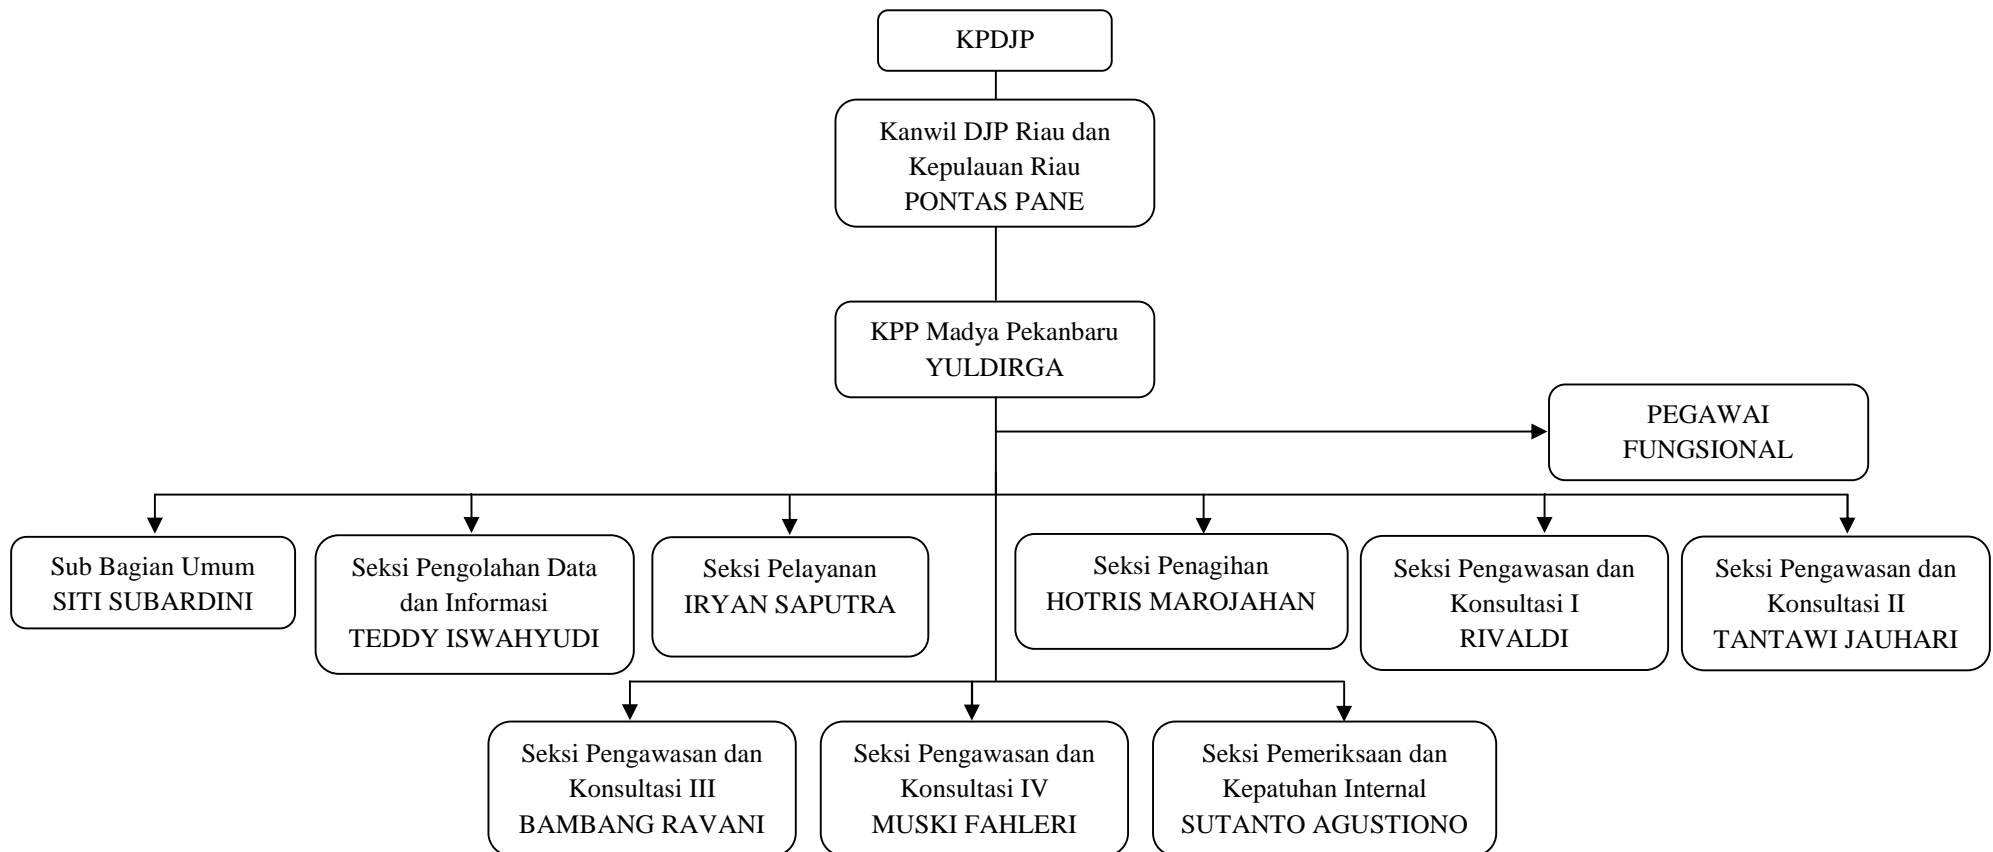 KPDJP
Kanwil DJP Riau dan
Kepulauan Riau
PONTAS PANE
KPP Madya Pekanbaru
YULDIRGA
PEGAWAI
FUNGSIONAL
Sub Bagian Umum
SITI SUBARDINI
Seksi Pengolahan Data
dan Informasi
TEDDY ISWAHYUDI
Seksi Pelayanan
IRYAN SAPUTRA
Seksi Penagihan
HOTRIS MAROJAHAN
Seksi Pengawasan dan
Konsultasi I
RIVALDI
Seksi Pengawasan dan
Konsultasi II
TANTAWI JAUHARI
Seksi Pengawasan dan
Konsultasi III
BAMBANG RAVANI
Seksi Pengawasan dan
Konsultasi IV
MUSKI FAHLERI
Seksi Pemeriksaan dan
Kepatuhan Internal
SUTANTO AGUSTIONO